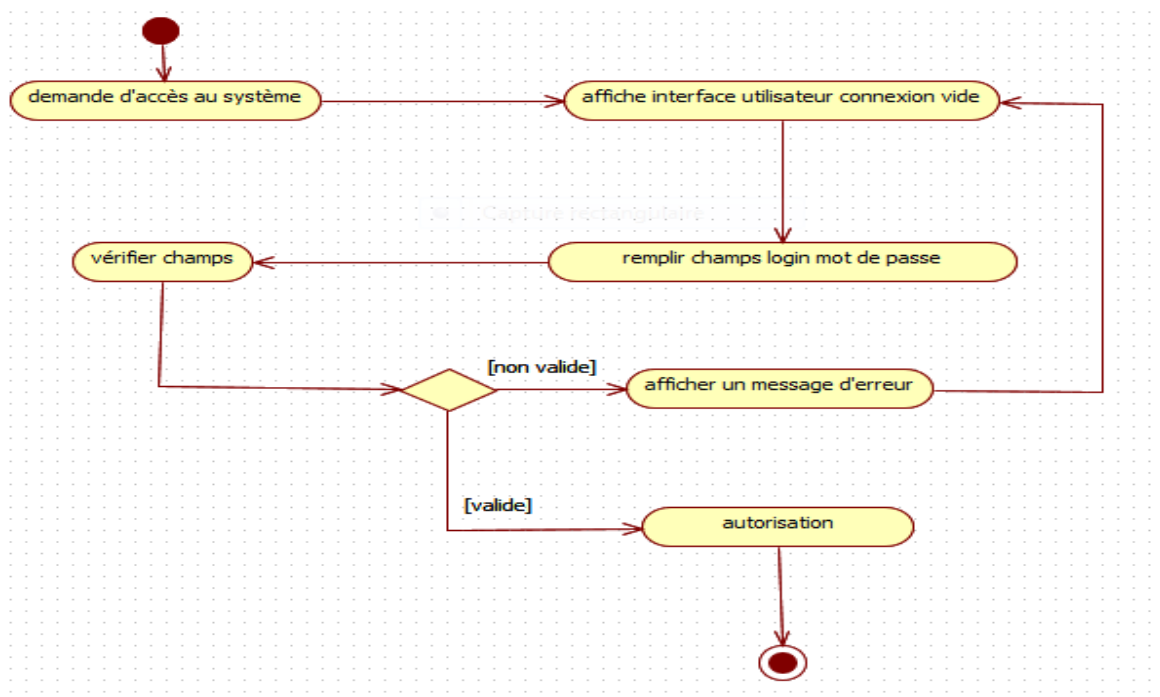 demande d'accès au système
affiche interface utilisateur connexion vide
remplir champs login mot de passe
vérifier champs
[non valide]
afficher un message d'erreur
[valide]
autorisation